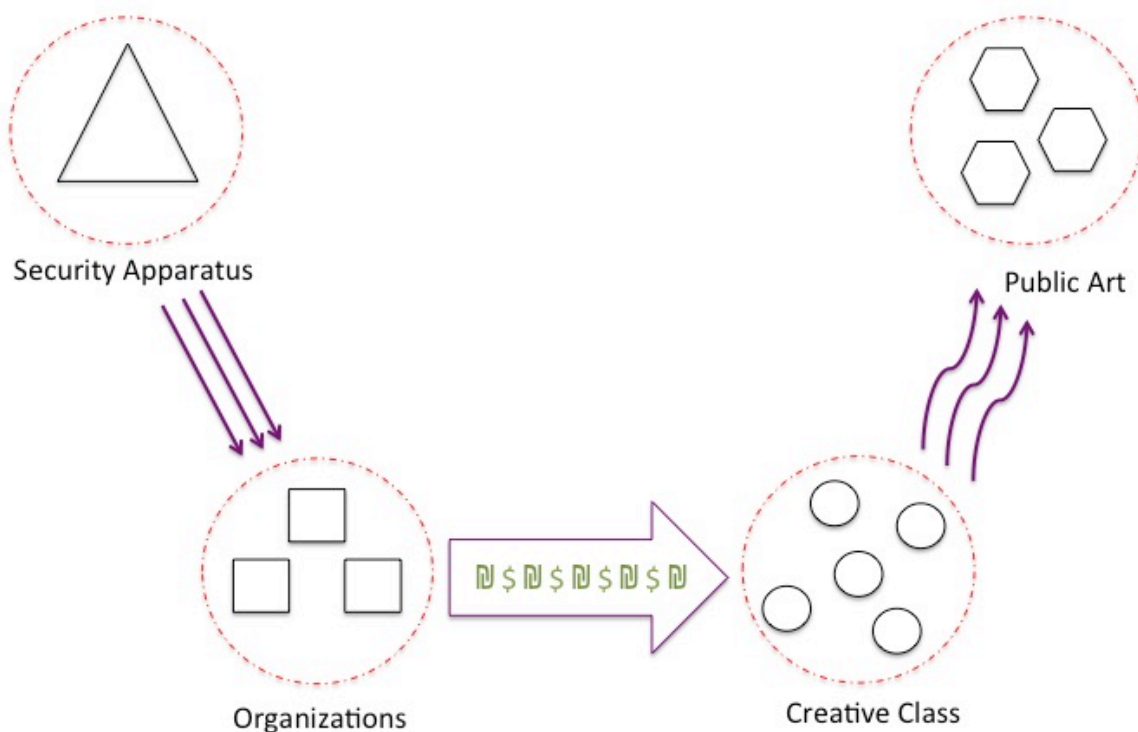 Security Apparatus
Public Art
₪ $ ₪ $ ₪ $ ₪ $ ₪
Organizations
Creative Class